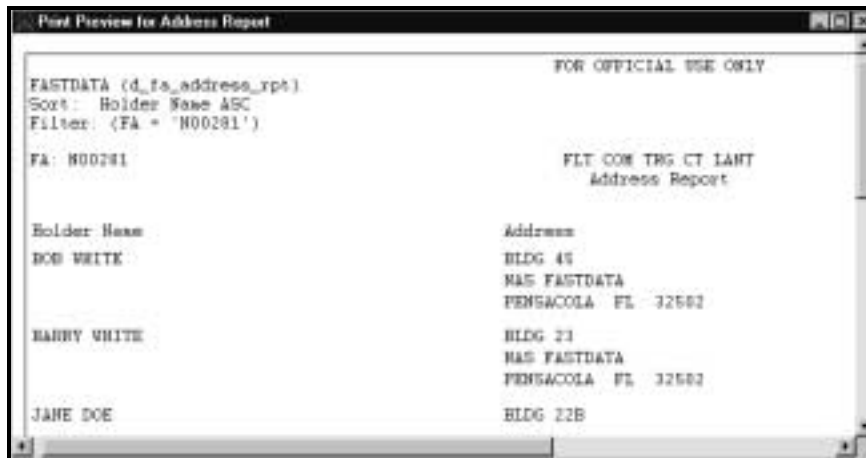 Print Preview for Address Report
FOR OFFICIAL USE ONLY
FASTDATA (d_fa_address_rpt)
Sort: Holder Name ASC
Filter: (FA = 'N00281')
FA: N00281 FLT COM TRG CT LANT
Address Report
Holder Name Address
BOB WHITE BLDG 45
NAS FASTDATA
PENSACOLA FL 32502
BARRY WHITE BLDG 23
NAS FASTDATA
PENSACOLA FL 32502
JANE DOE BLDG 22B